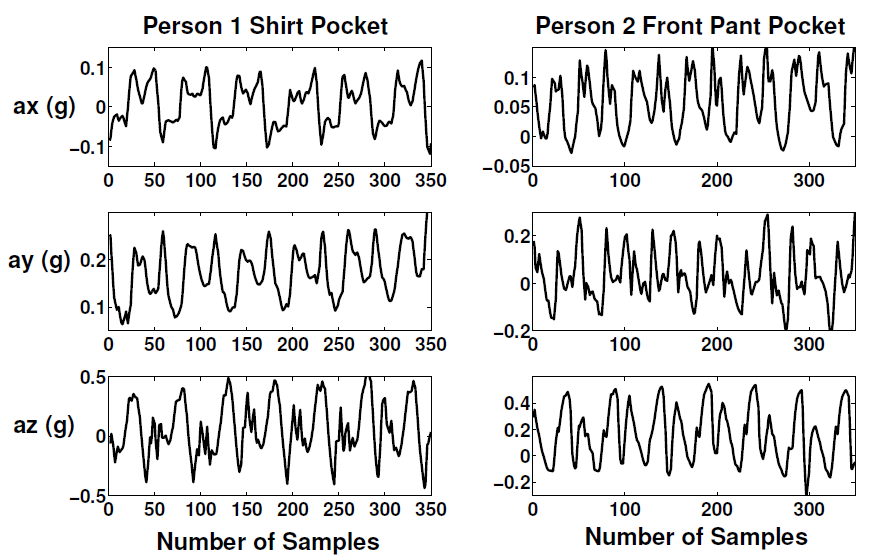 Person 1 Shirt Pocket
Person 2 Front Pant Pocket
ax (g)
0.1
0
−0.1
0 50 100 150 200 250 300 350
0.1
0.05
0
−0.05
0 100 200 300
ay (g)
0.2
0.1
0 50 100 150 200 250 300 350
0.2
0
−0.2
0 100 200 300
az (g)
0.5
0
−0.5
0 50 100 150 200 250 300 350
0.4
0.2
0
−0.2
0 100 200 300
Number of Samples
Number of Samples